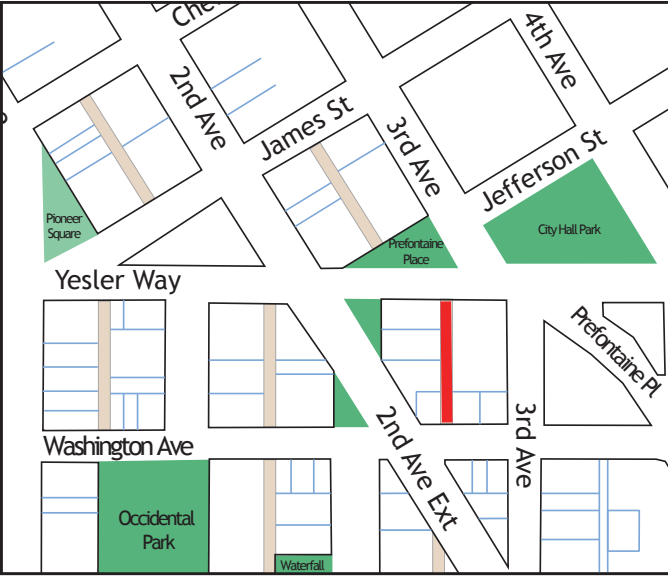 2nd Ave
James St
3rd Ave
4th Ave
Jefferson St
Pioneer
Square
Prefontaine
Place
City Hall Park
Yesler Way
Prefontaine Pl
Washington Ave
2nd Ave Ext
3rd Ave
Occidental
Park
Waterfall